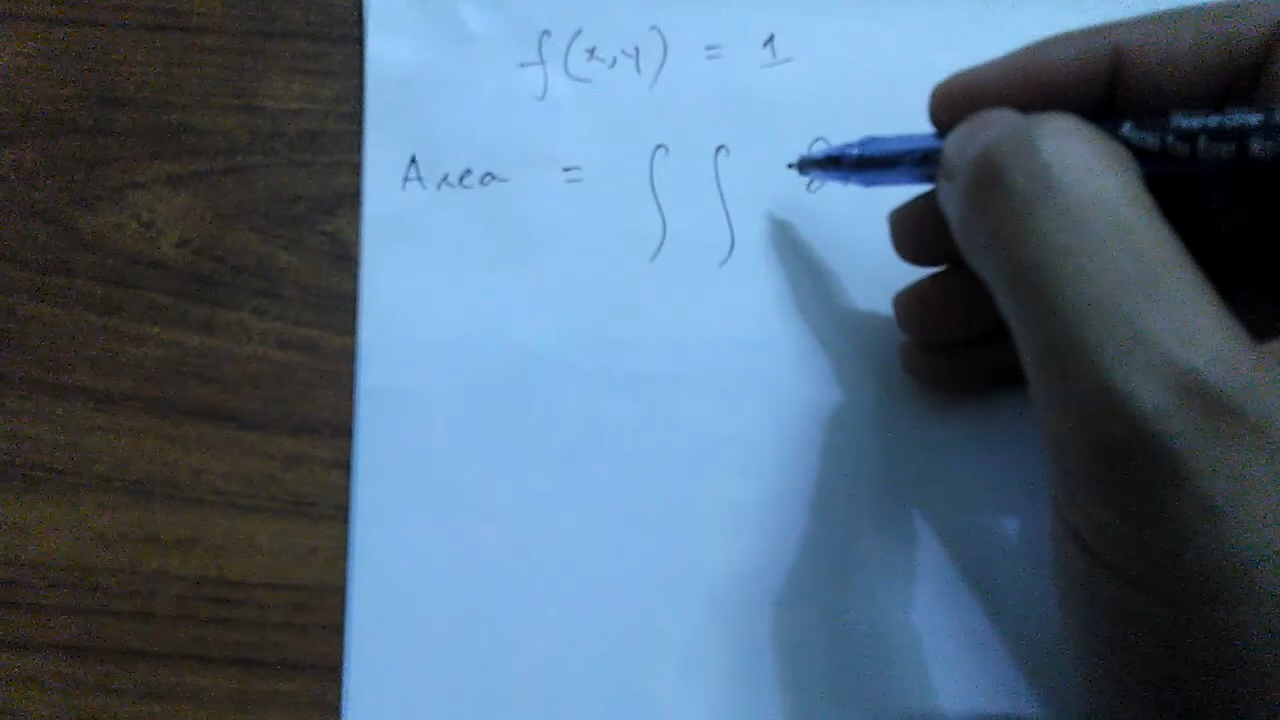 f(x,y) = 1
Area = ∫ ∫